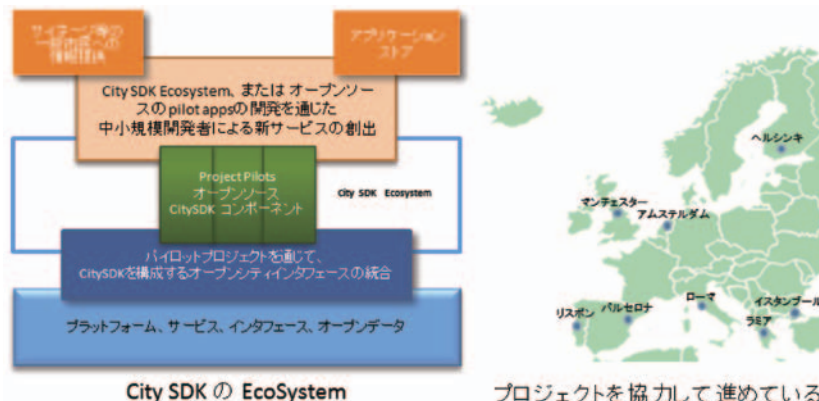 サイネージ等の
一般市民への
アプリケーション
ストア
City SDK Ecosystem、または オープンソー
スのpilot appsの開発を通じた
中小規模開発者による新サービスの創出
Project Pilots
オープンソース
CitySDK コンポーネント
City SDK Ecosystem
パイロットプロジェクトを通じて、
CitySDKを構成するオープンシティインタフェースの統合
プラットフォーム、サービス、インタフェース、オープンデータ
City SDK の EcoSystem
ヘルシンキ
マンチェスター
アムステルダム
リスボン
バルセロナ
ローマ
イスタンブール
ラミア
プロジェクトを協力して進めている